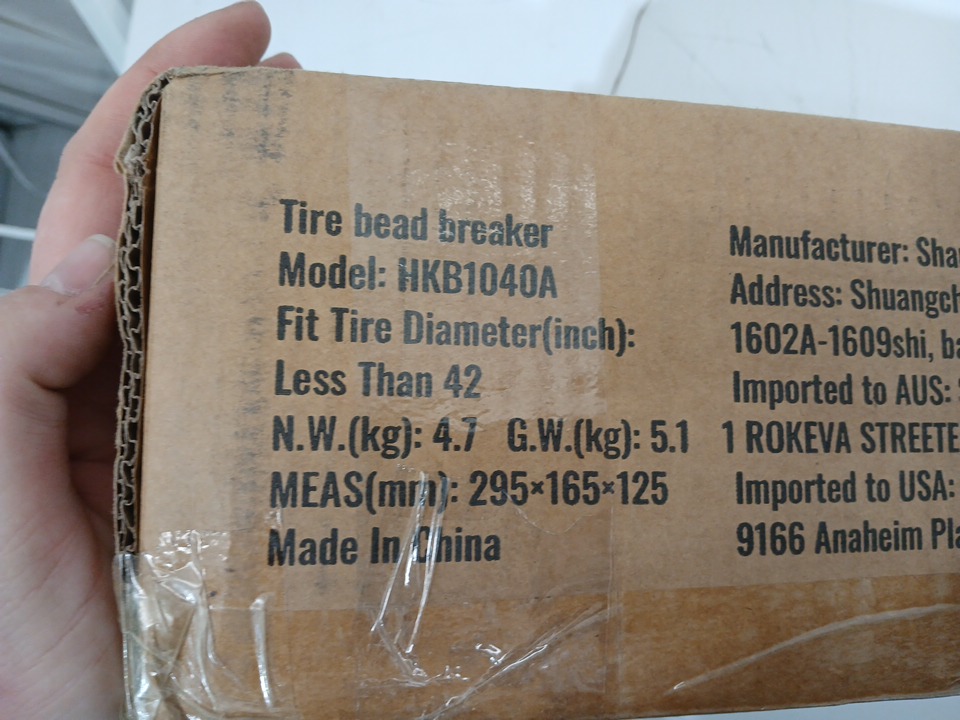 Tire bead breaker
Model: HKB1040A
Fit Tire Diameter(inch):
Less Than 42
N.W.(kg): 4.7 G.W.(kg): 5.1
MEAS(mm): 295×165×125
Made In China
Manufacturer:
Address:
1602A-1609shi,
Imported to AUS:
1 ROKEVA
Imported to USA:
9166 Anaheim